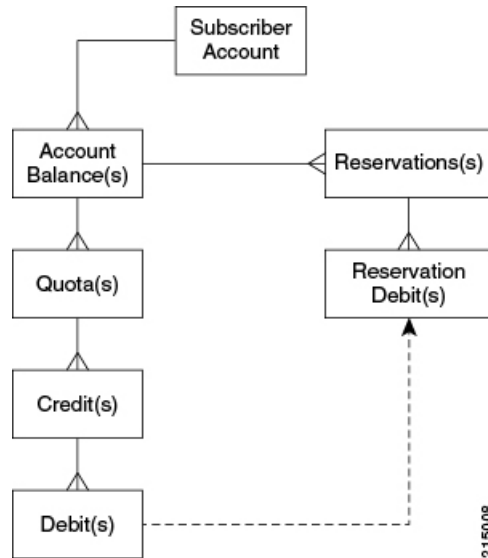 Subscriber
Account
Account
Balance(s)
Reservations(s)
Quota(s)
Reservation
Debit(s)
Credit(s)
Debit(s)